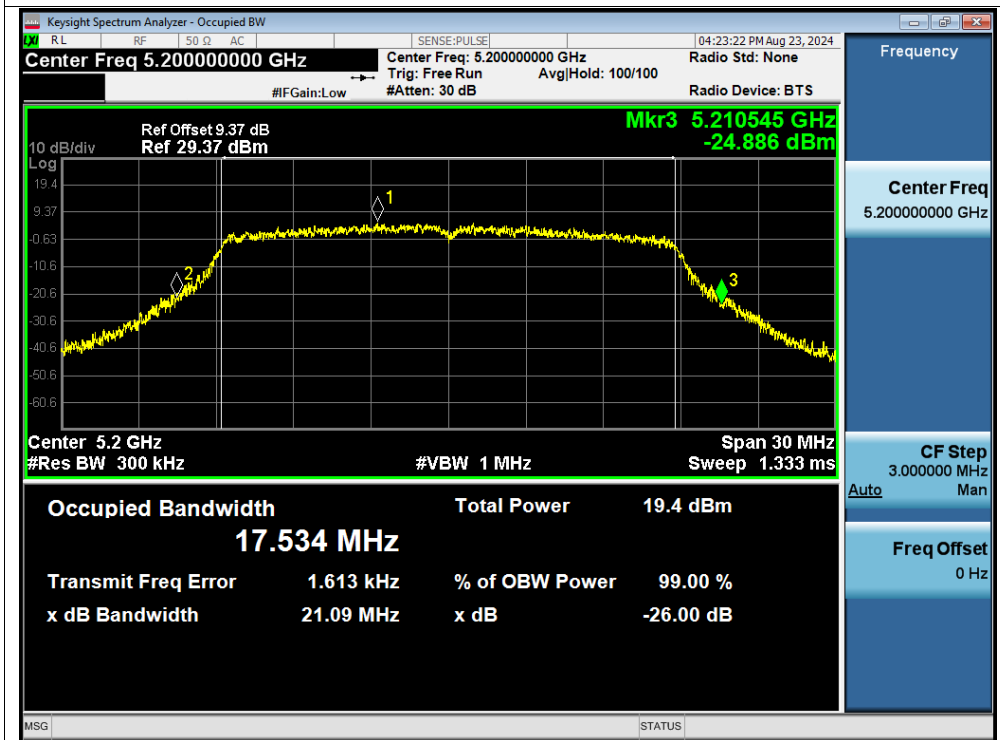 Keysight Spectrum Analyzer - Occupied BW
LXI RL RF 50 Ω AC SENSE:PULSE 04:23:22 PM Aug 23, 2024
Center Freq 5.200000000 GHz
Center Freq: 5.200000000 GHz
Radio Std: None
Trig: Free Run Avg|Hold: 100/100
#IFGain:Low
#Atten: 30 dB
Radio Device: BTS
Mkr3 5.210545 GHz
-24.886 dBm
Ref Offset 9.37 dB
10 dB/div Ref 29.37 dBm
Log
19.4
9.37
-0.63
-10.6
-20.6
-30.6
-40.6
-50.6
-60.6
1
2
3
Center 5.2 GHz
Span 30 MHz
#Res BW 300 kHz
#VBW 1 MHz
Sweep 1.333 ms
Occupied Bandwidth
17.534 MHz
Total Power 19.4 dBm
Transmit Freq Error 1.613 kHz
% of OBW Power 99.00 %
x dB Bandwidth 21.09 MHz
x dB -26.00 dB
Frequency
Center Freq
5.200000000 GHz
CF Step
3.000000 MHz
Auto Man
Freq Offset
0 Hz
MSG
STATUS